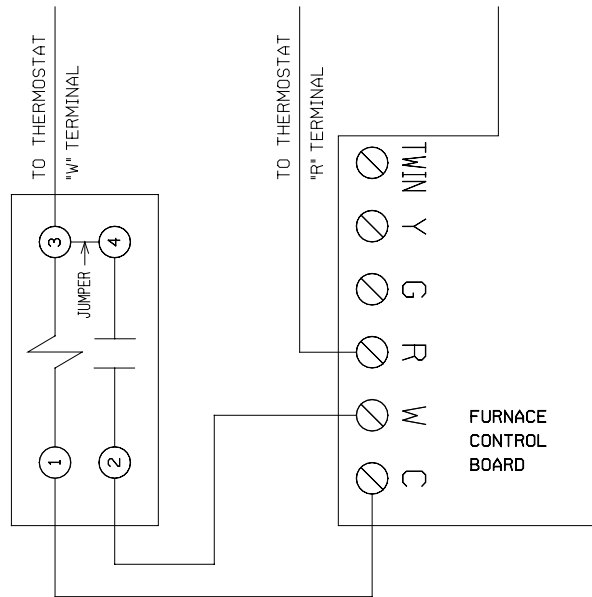 TO THERMOSTAT
"W" TERMINAL
TO THERMOSTAT
"R" TERMINAL
TWIN
Y
G
R
W
C
3
4
JUMPER
1
2
FURNACE
CONTROL
BOARD